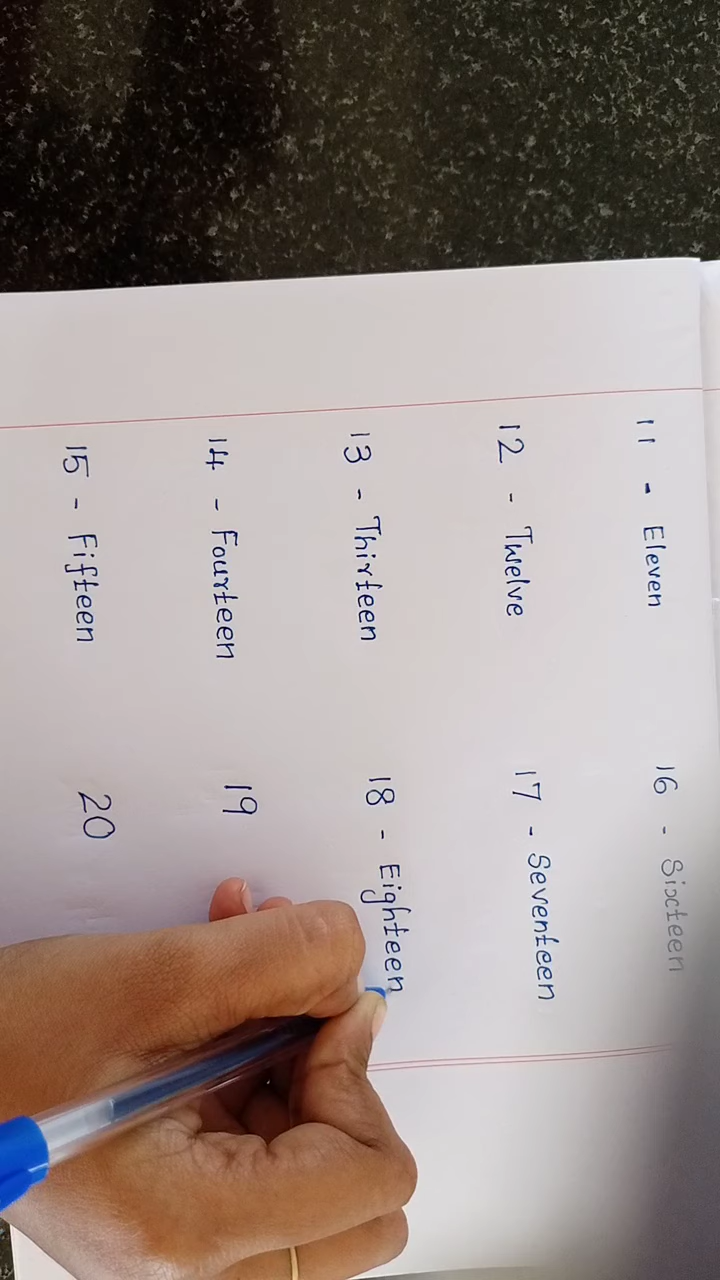 11 - Eleven
12 - Twelve
13 - Thirteen
14 - Fourteen
15 - Fifteen
16 - Sixteen
17 - Seventeen
18 - Eighteen
19
20